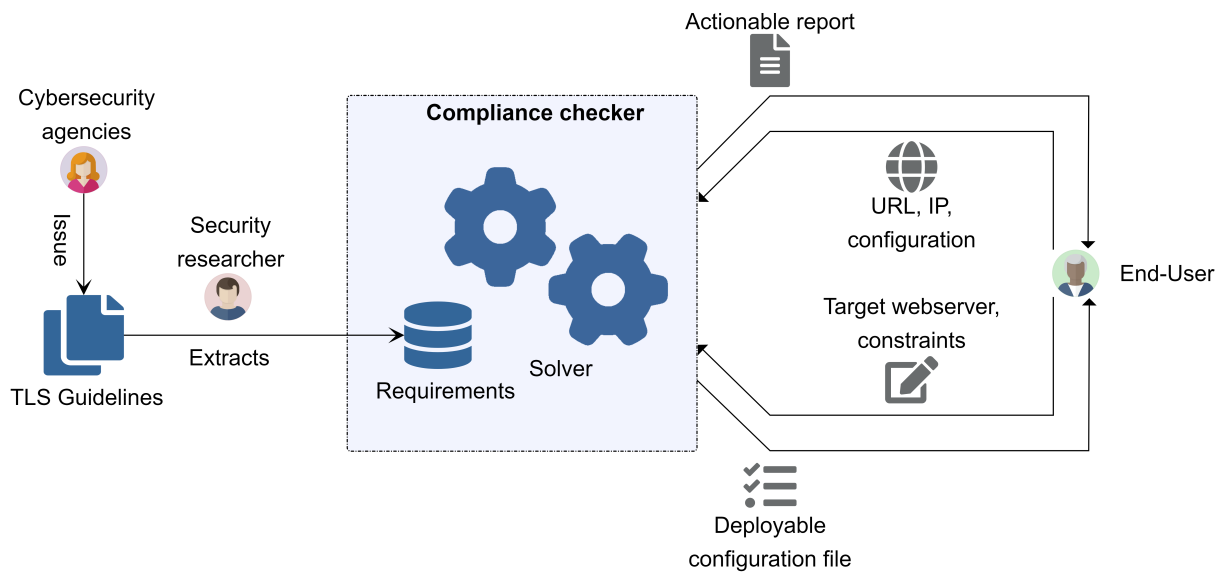 Cybersecurity
agencies
Issue
TLS Guidelines
Security
researcher
Extracts
Compliance checker
Requirements
Solver
Actionable report
URL, IP,
configuration
Target webserver,
constraints
Deployable
configuration file
End-User